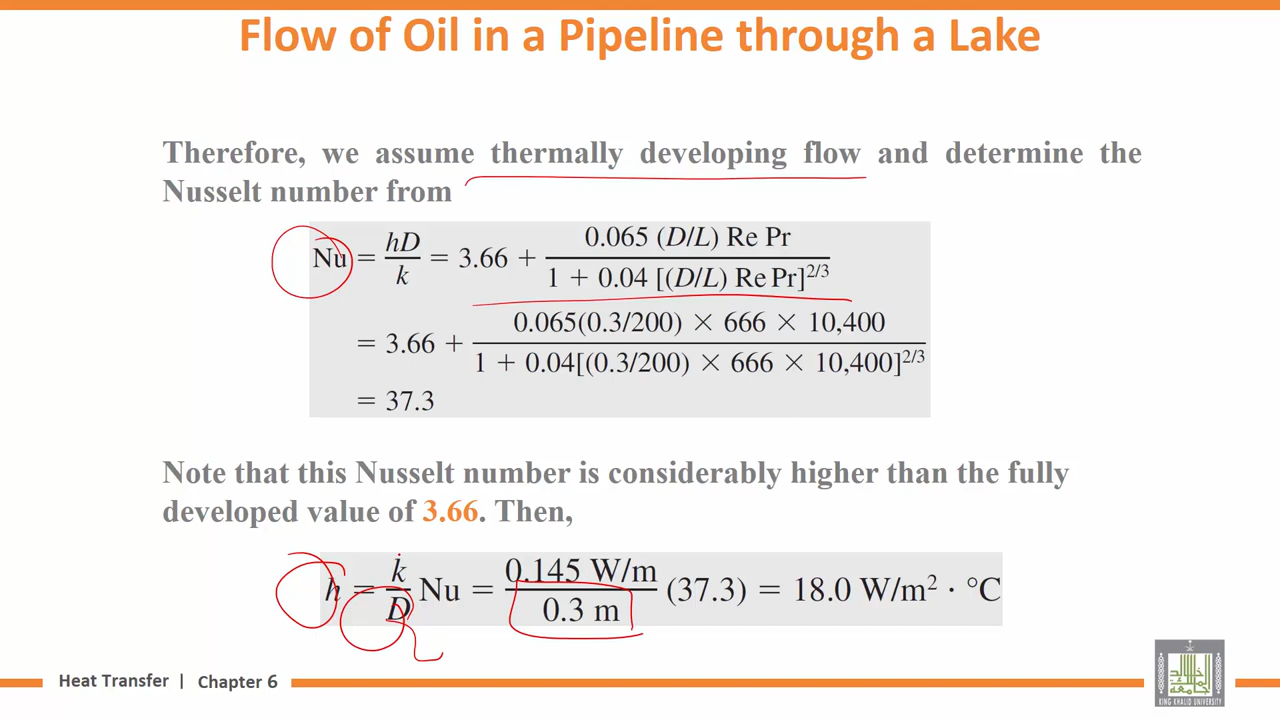 Flow of Oil in a Pipeline through a Lake
Therefore, we assume thermally developing flow and determine the
Nusselt number from
Nu = hD/k = 3.66 + 0.065 (D/L) Re Pr / 1 + 0.04 [(D/L) Re Pr]^2/3
= 3.66 + 0.065(0.3/200) × 666 × 10,400 / 1 + 0.04[(0.3/200) × 666 × 10,400]^2/3
= 37.3
Note that this Nusselt number is considerably higher than the fully
developed value of 3.66. Then,
h = k/D Nu = 0.145 W/m / 0.3 m (37.3) = 18.0 W/m² · °C
Heat Transfer | Chapter 6
KING KHALID UNIVERSITY